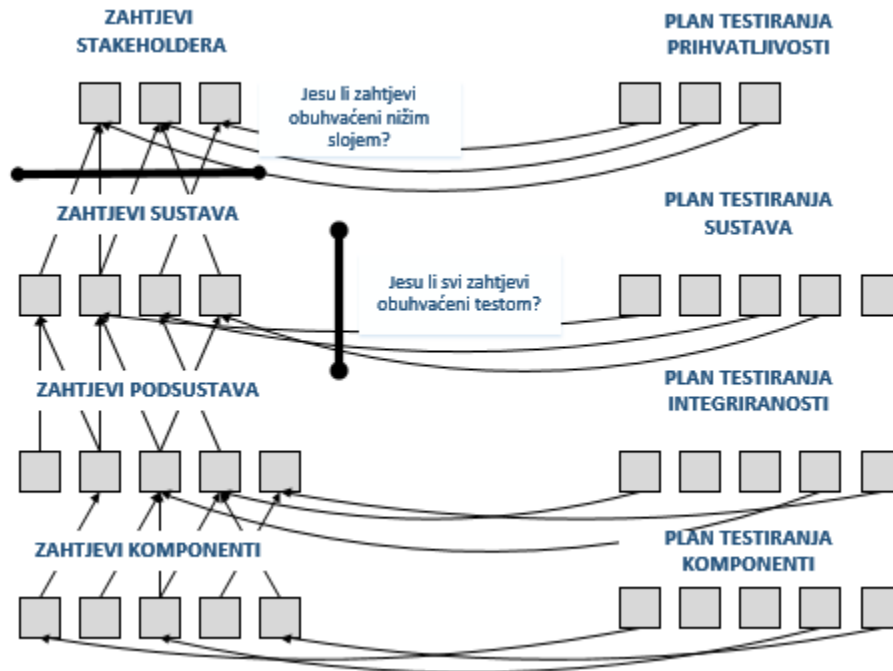 ZAHTJEVI
STAKEHOLDERA
PLAN TESTIRANJA
PRIHVATLJIVOSTI
Jesu li zahtjevi
obuhvaćeni nižim
slojem?
ZAHTJEVI SUSTAVA
PLAN TESTIRANJA
SUSTAVA
Jesu li svi zahtjevi
obuhvaćeni testom?
ZAHTJEVI PODSUSTAVA
PLAN TESTIRANJA
INTEGRIRANOSTI
ZAHTJEVI KOMPONENTI
PLAN TESTIRANJA
KOMPONENTI